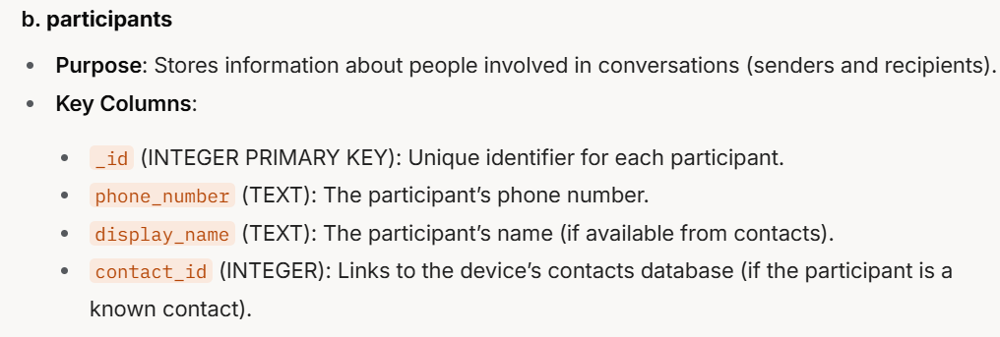 b. participants
• Purpose: Stores information about people involved in conversations (senders and recipients).
• Key Columns:
• _id (INTEGER PRIMARY KEY): Unique identifier for each participant.
• phone_number (TEXT): The participant’s phone number.
• display_name (TEXT): The participant’s name (if available from contacts).
• contact_id (INTEGER): Links to the device’s contacts database (if the participant is a
known contact).